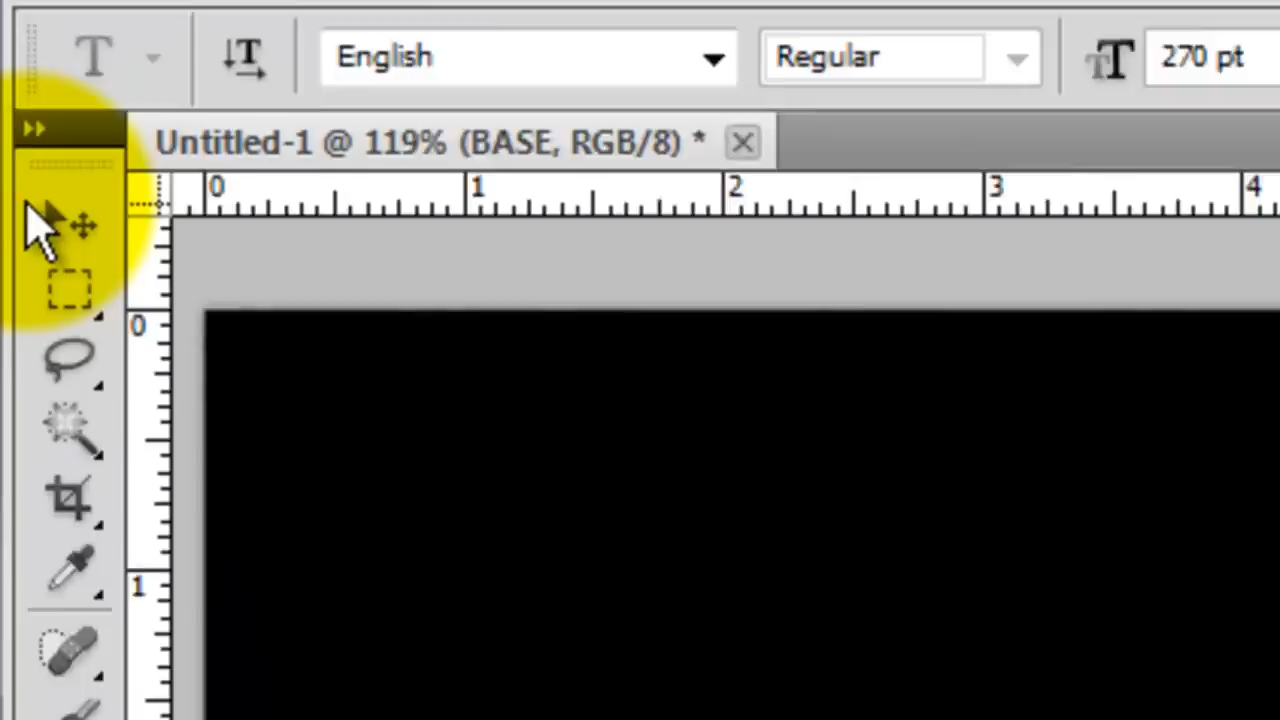 English Regular 270 pt
Untitled-1 @ 119% (BASE, RGB/8) *
0 1 2 3 4
0
1